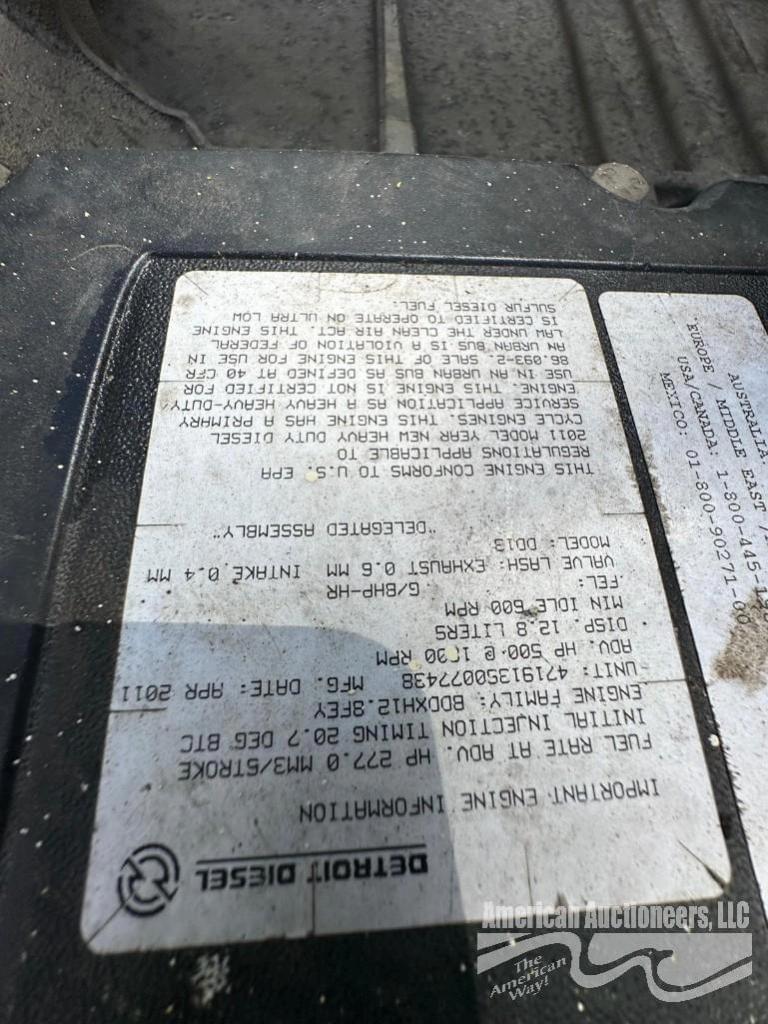 DETROIT DIESEL
IMPORTANT ENGINE INFORMATION
FUEL RATE AT ADV. HP 277.0 MM3/STROKE
INITIAL INJECTION TIMING 20.7 DEG BTC
ENGINE FAMILY: BDDXH12.8FEY
UNIT: 47191350077438 MFG. DATE: APR 2011
ADV. HP 500 @ RPM
DISP. 12.8 LITERS
MIN IDLE 600 RPM
FEL: .G/BHP-HR
VALVE LASH: EXHAUST 0.6 MM INTAKE 0.4 MM
MODEL: DD13
"DELEGATED ASSEMBLY"
THIS ENGINE CONFORMS TO U.S. EPA
REGULATIONS APPLICABLE TO
2011 MODEL YEAR NEW HEAVY DUTY DIESEL
CYCLE ENGINES. THIS ENGINE HAS A PRIMARY
SERVICE APPLICATION AS A HEAVY HEAVY-DUTY
ENGINE. THIS ENGINE IS NOT CERTIFIED FOR
USE IN AN URBAN BUS AS DEFINED AT 40 CFR
86.093-2. SALE OF THIS ENGINE FOR USE IN
AN URBAN BUS IS A VIOLATION OF FEDERAL
LAW UNDER THE CLEAN AIR ACT. THIS ENGINE
IS CERTIFIED TO OPERATE ON ULTRA LOW
SULFUR DIESEL FUEL.
AUSTRALIA
EUROPE / MIDDLE EAST /
USA/CANADA: 1-800-445-
MEXICO: 01-800-90271-00
American Auctioneers, LLC
The
American
Way!